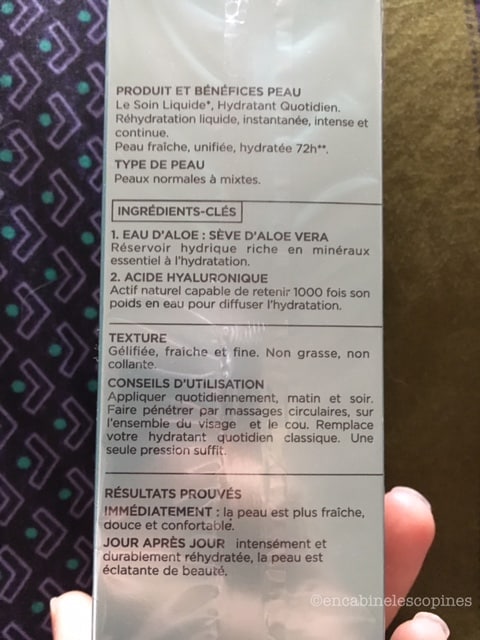 PRODUIT ET BÉNÉFICES PEAU
Le Soin Liquide*, Hydratant Quotidien.
Réhydratation liquide, instantanée, intense et
continue.
Peau fraîche, unifiée, hydratée 72h**.
TYPE DE PEAU
Peaux normales à mixtes.
INGRÉDIENTS-CLÉS
1. EAU D'ALOE : SÈVE D'ALOE VERA
Réservoir hydrique riche en minéraux
essentiel à l'hydratation.
2. ACIDE HYALURONIQUE
Actif naturel capable de retenir 1000 fois son
poids en eau pour diffuser l'hydratation.
TEXTURE
Gélifiée, fraîche et fine. Non grasse, non
collante.
CONSEILS D'UTILISATION
Appliquer quotidiennement, matin et soir.
Faire pénétrer par massages circulaires, sur
l'ensemble du visage et le cou. Remplace
votre hydratant quotidien classique. Une
seule pression suffit.
RÉSULTATS PROUVÉS
IMMÉDIATEMENT : la peau est plus fraîche,
douce et confortable.
JOUR APRÈS JOUR intensément et
durablement réhydratée, la peau est
éclatante de beauté.
©encabinelescopines